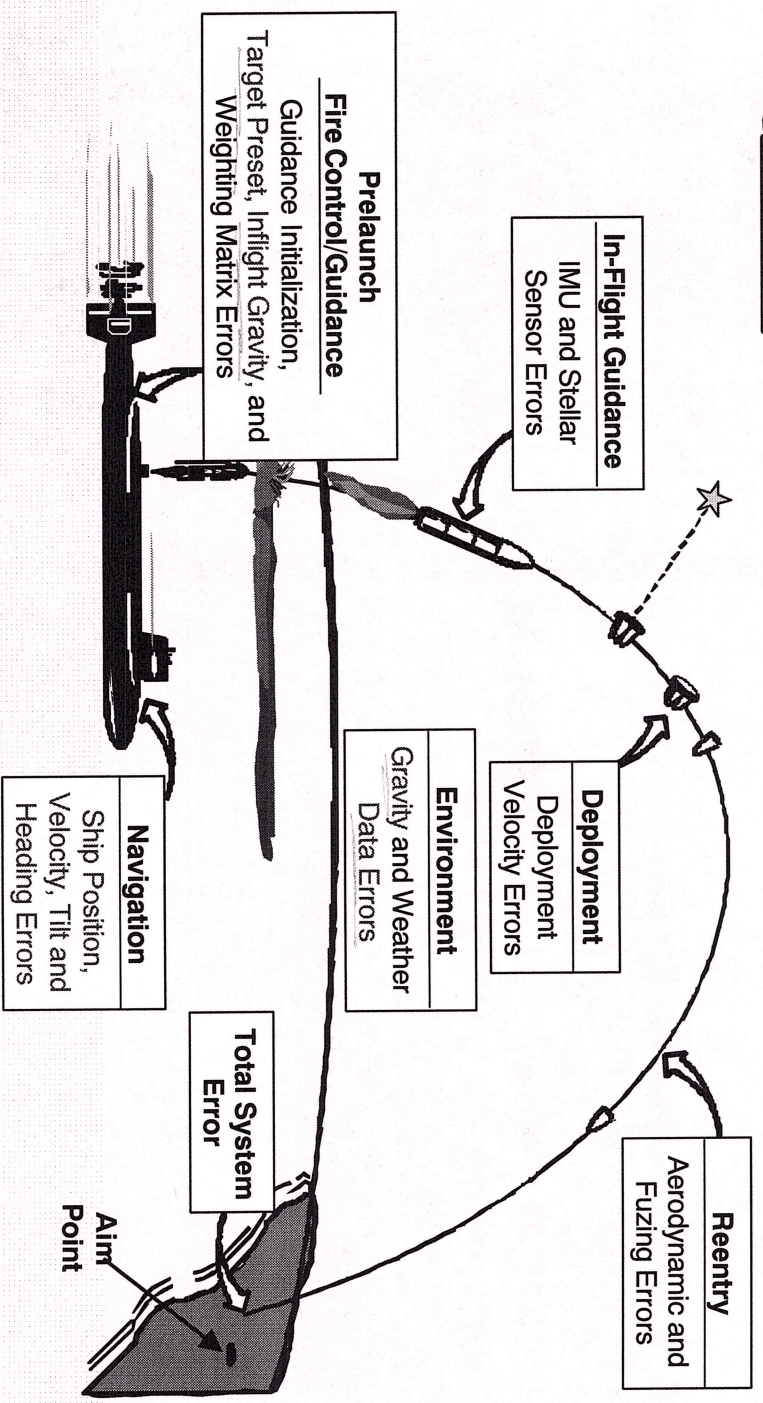 In-Flight Guidance
IMU and Stellar
Sensor Errors
Prelaunch
Fire Control/Guidance
Guidance Initialization,
Target Preset, Inflight Gravity, and
Weighting Matrix Errors
Deployment
Deployment
Velocity Errors
Reentry
Aerodynamic and
Fuzing Errors
Environment
Gravity and Weather
Data Errors
Navigation
Ship Position,
Velocity, Tilt and
Heading Errors
Total System
Error
Aim
Point